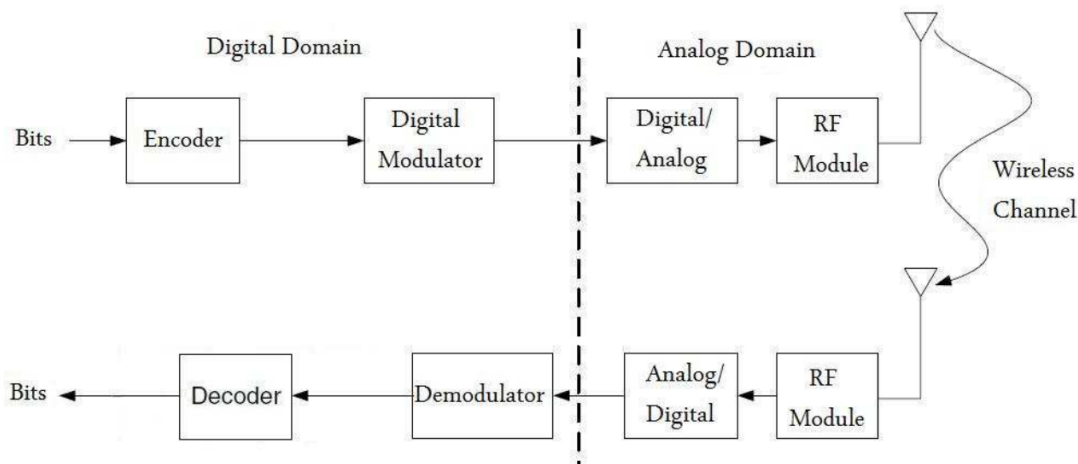 Digital Domain
Analog Domain
Bits
Encoder
Digital
Modulator
Digital/
Analog
RF
Module
Wireless
Channel
Bits
Decoder
Demodulator
Analog/
Digital
RF
Module